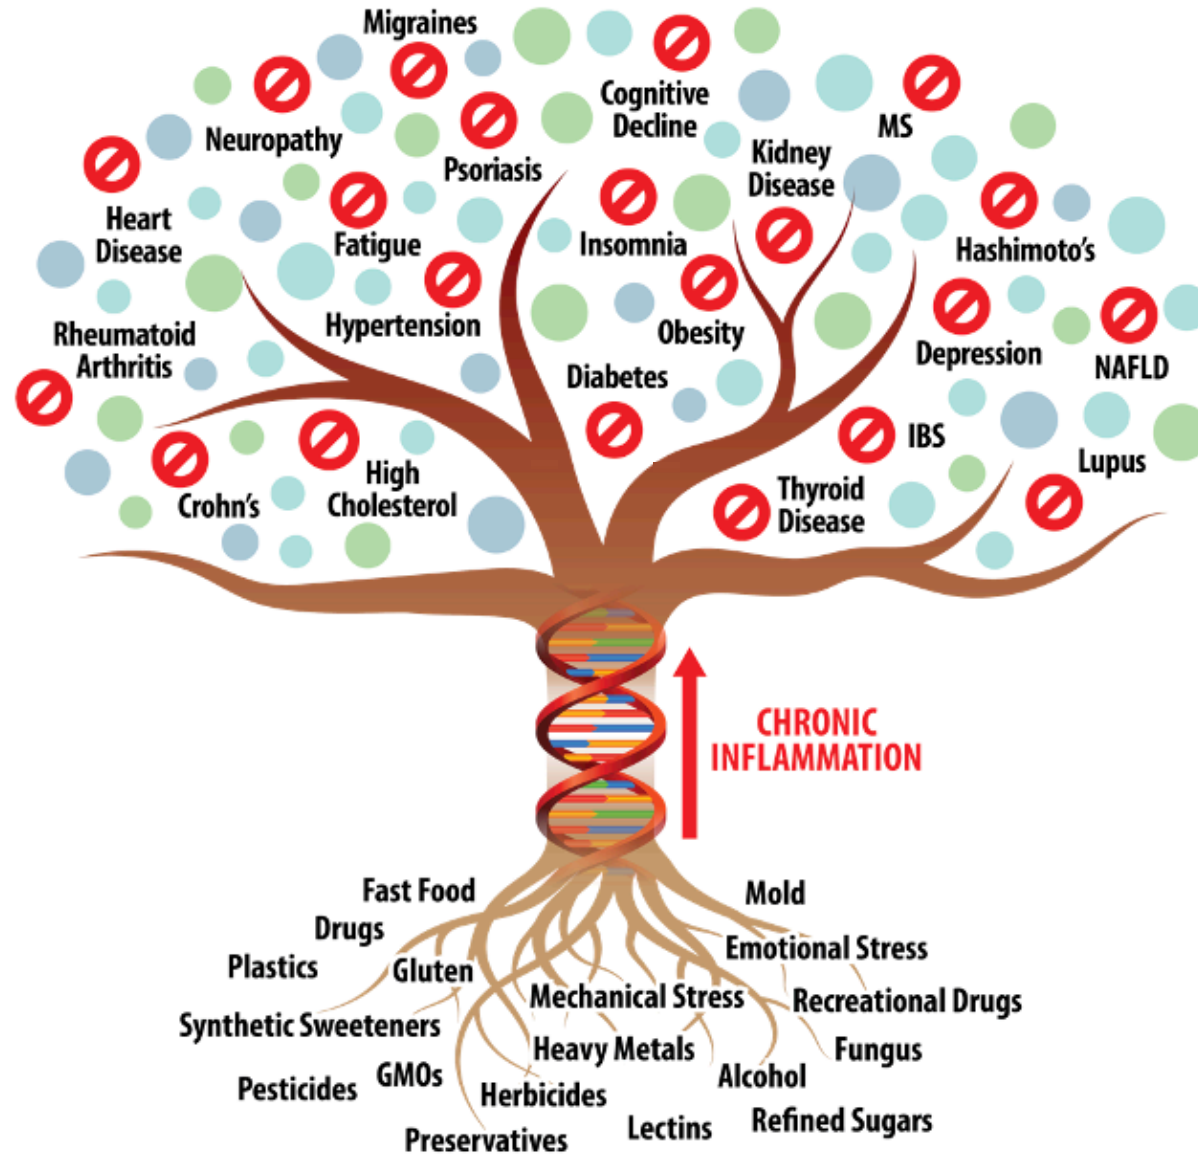 Migraines
Cognitive
Decline
MS
Neuropathy
Psoriasis
Kidney
Disease
Heart
Disease
Fatigue
Insomnia
Hashimoto's
Hypertension
Obesity
Rheumatoid
Arthritis
Depression
NAFLD
Diabetes
IBS
Lupus
Crohn's
High
Cholesterol
Thyroid
Disease
CHRONIC
INFLAMMATION
Fast Food
Mold
Drugs
Emotional Stress
Plastics
Gluten
Mechanical Stress
Recreational Drugs
Synthetic Sweeteners
Heavy Metals
Fungus
Pesticides
GMOs
Herbicides
Alcohol
Preservatives
Lectins
Refined Sugars